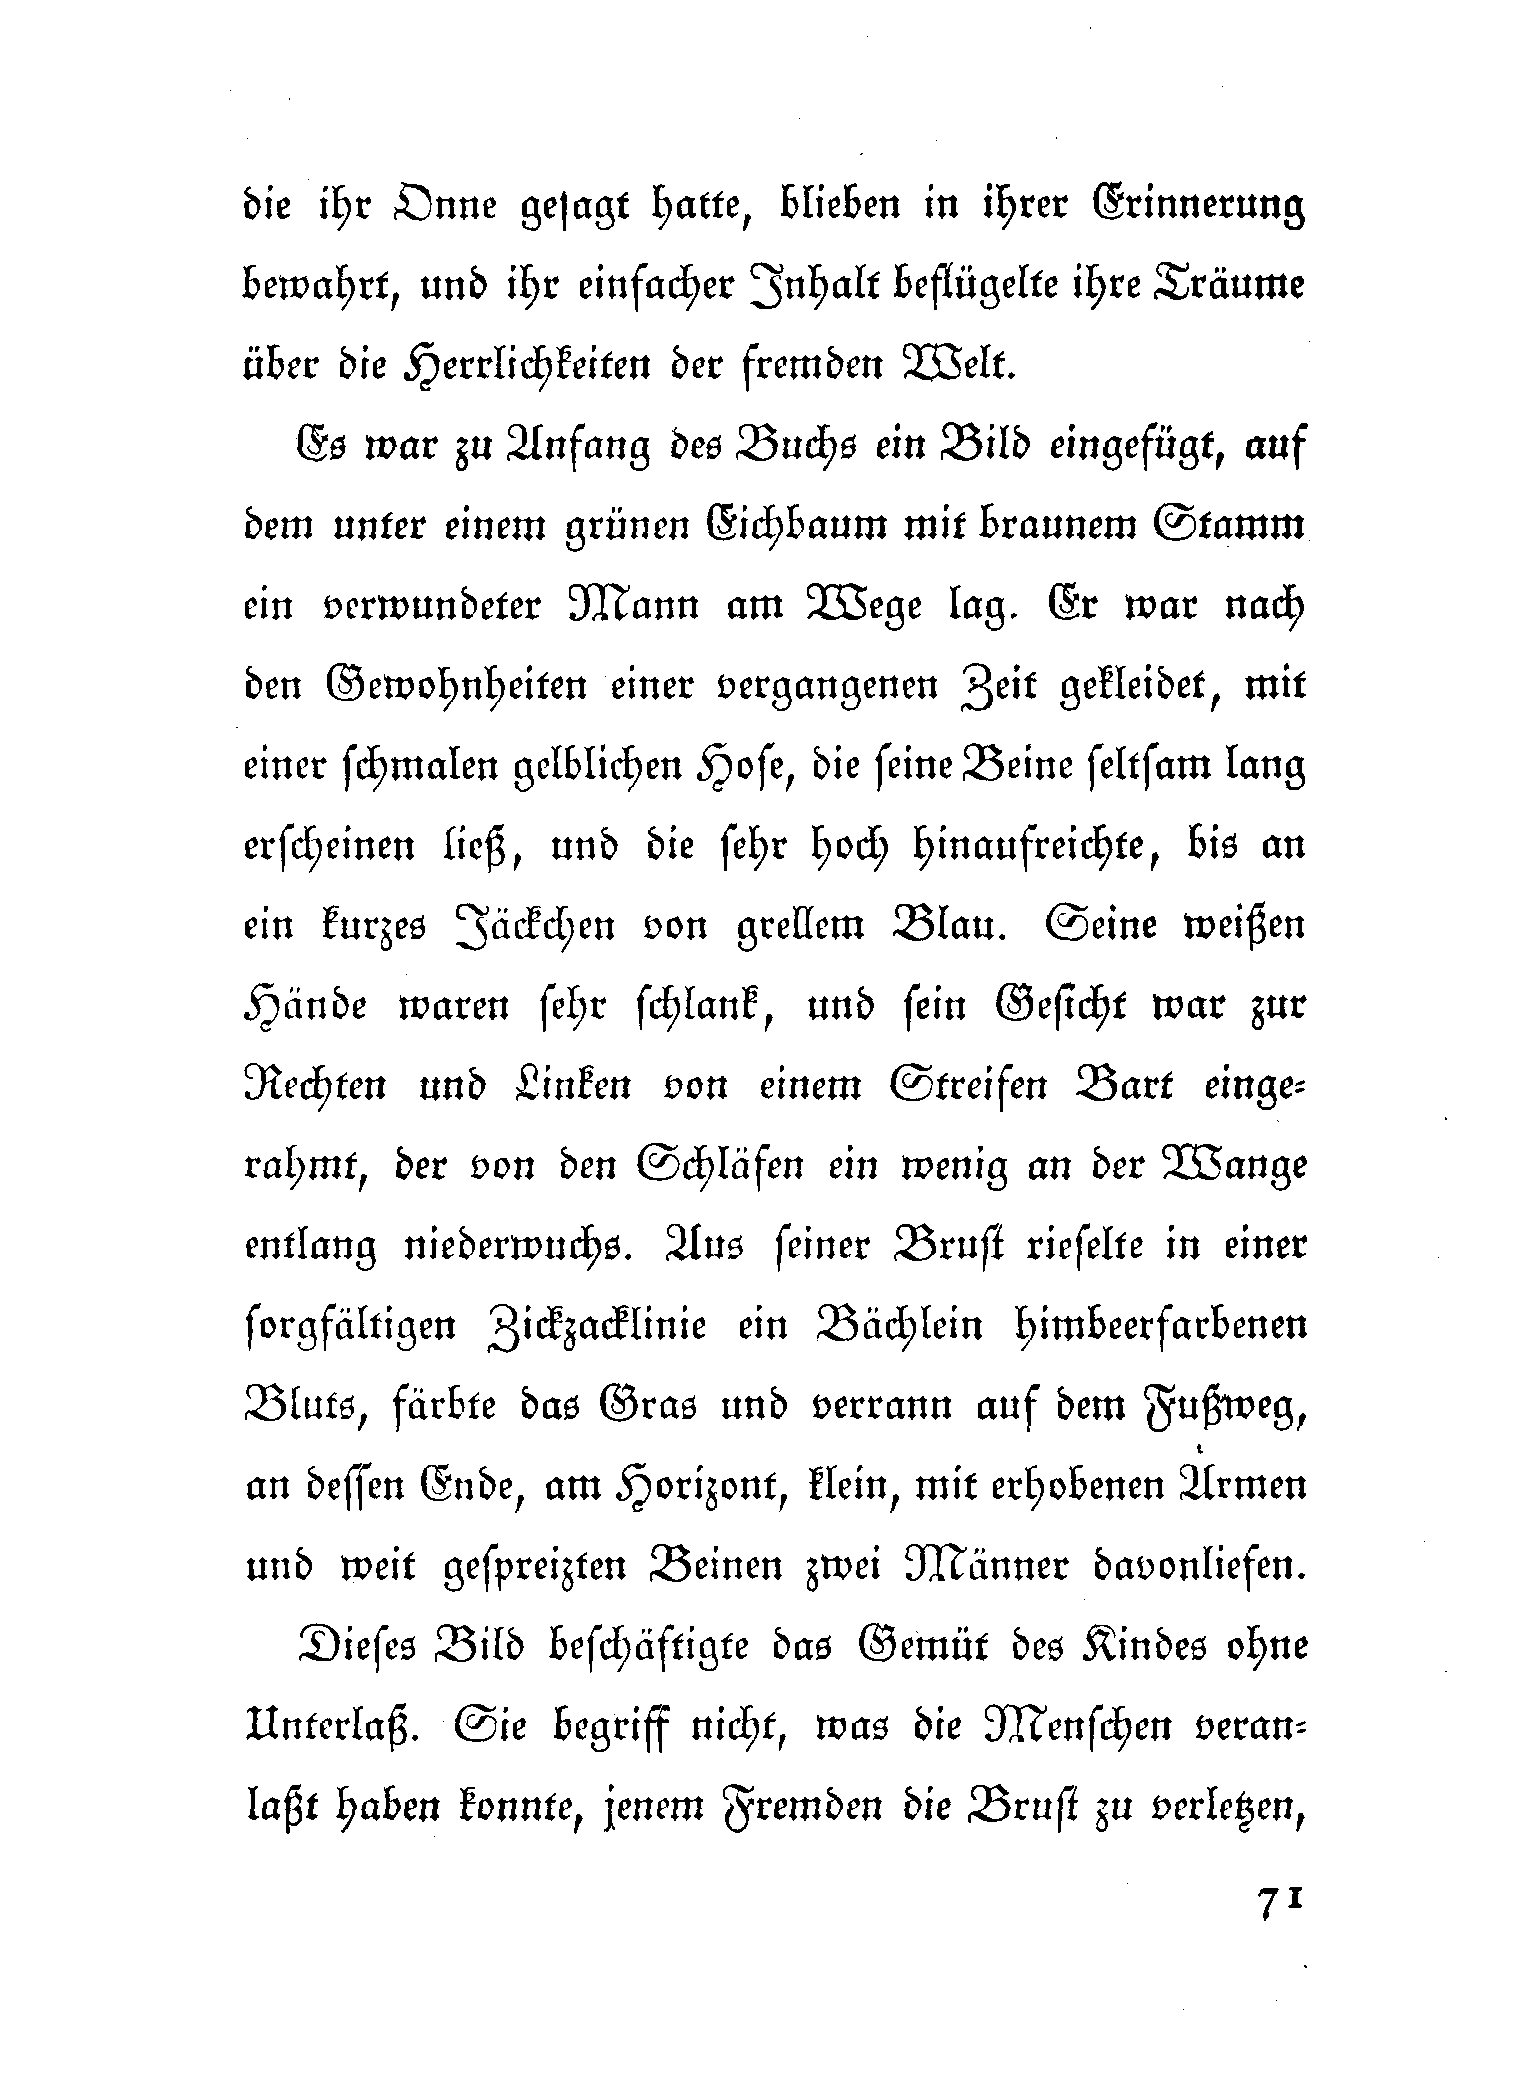 die ihr Onne geſagt hatte, blieben in ihrer Erinnerung
bewahrt, und ihr einfacher Inhalt beflügelte ihre Träume
über die Herrlichkeiten der fremden Welt.
Es war zu Anfang des Buchs ein Bild eingefügt, auf
dem unter einem grünen Eichbaum mit braunem Stamm
ein verwundeter Mann am Wege lag. Er war nach
den Gewohnheiten einer vergangenen Zeit gekleidet, mit
einer ſchmalen gelblichen Hoſe, die ſeine Beine ſeltſam lang
erſcheinen ließ, und die ſehr hoch hinaufreichte, bis an
ein kurzes Jäckchen von grellem Blau. Seine weißen
Hände waren ſehr ſchlank, und ſein Geſicht war zur
Rechten und Linken von einem Streifen Bart einge⸗
rahmt, der von den Schläfen ein wenig an der Wange
entlang niederwuchs. Aus ſeiner Bruſt rieſelte in einer
ſorgfältigen Zickzacklinie ein Bächlein himbeerfarbenen
Bluts, färbte das Gras und verrann auf dem Fußweg,
an deſſen Ende, am Horizont, klein, mit erhobenen Armen
und weit geſpreizten Beinen zwei Männer davonliefen.
Dieſes Bild beſchäftigte das Gemüt des Kindes ohne
Unterlaß. Sie begriff nicht, was die Menſchen veran⸗
laßt haben konnte, jenem Fremden die Bruſt zu verletzen,
71